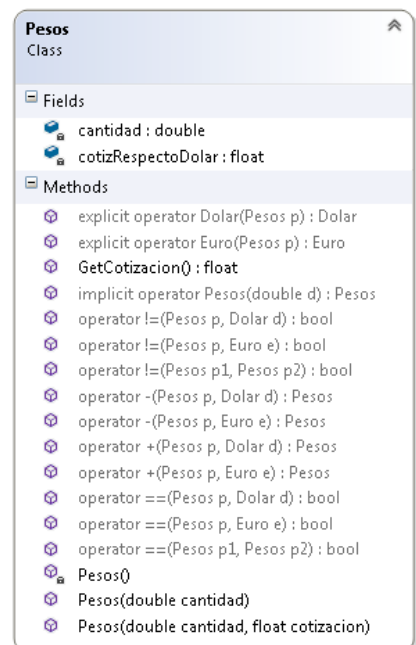 Pesos
Class
Fields
cantidad : double
cotizRespectoDolar : float
Methods
explicit operator Dolar(Pesos p) : Dolar
explicit operator Euro(Pesos p) : Euro
GetCotizacion() : float
implicit operator Pesos(double d) : Pesos
operator !=(Pesos p, Dolar d) : bool
operator !=(Pesos p, Euro e) : bool
operator !=(Pesos p1, Pesos p2) : bool
operator -(Pesos p, Dolar d) : Pesos
operator -(Pesos p, Euro e) : Pesos
operator +(Pesos p, Dolar d) : Pesos
operator +(Pesos p, Euro e) : Pesos
operator ==(Pesos p, Dolar d) : bool
operator ==(Pesos p, Euro e) : bool
operator ==(Pesos p1, Pesos p2) : bool
Pesos()
Pesos(double cantidad)
Pesos(double cantidad, float cotizacion)